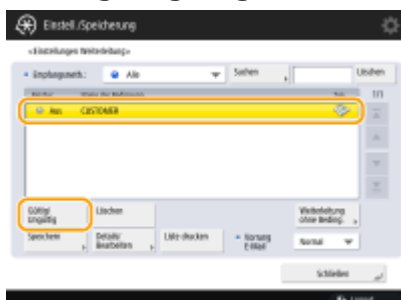 Einstell./Speicherung
<Einstellungen Weiterleitung>
Empfangsmeth.: Alle Suchen Löschen
1/1
Aus CUSTOMER
Gültig/ Löschen Weiterleitung
Ungültig ohne Beding.
Speichern Details/ Liste drucken Vorrang Normal
Bearbeiten E-Mail
Schließen